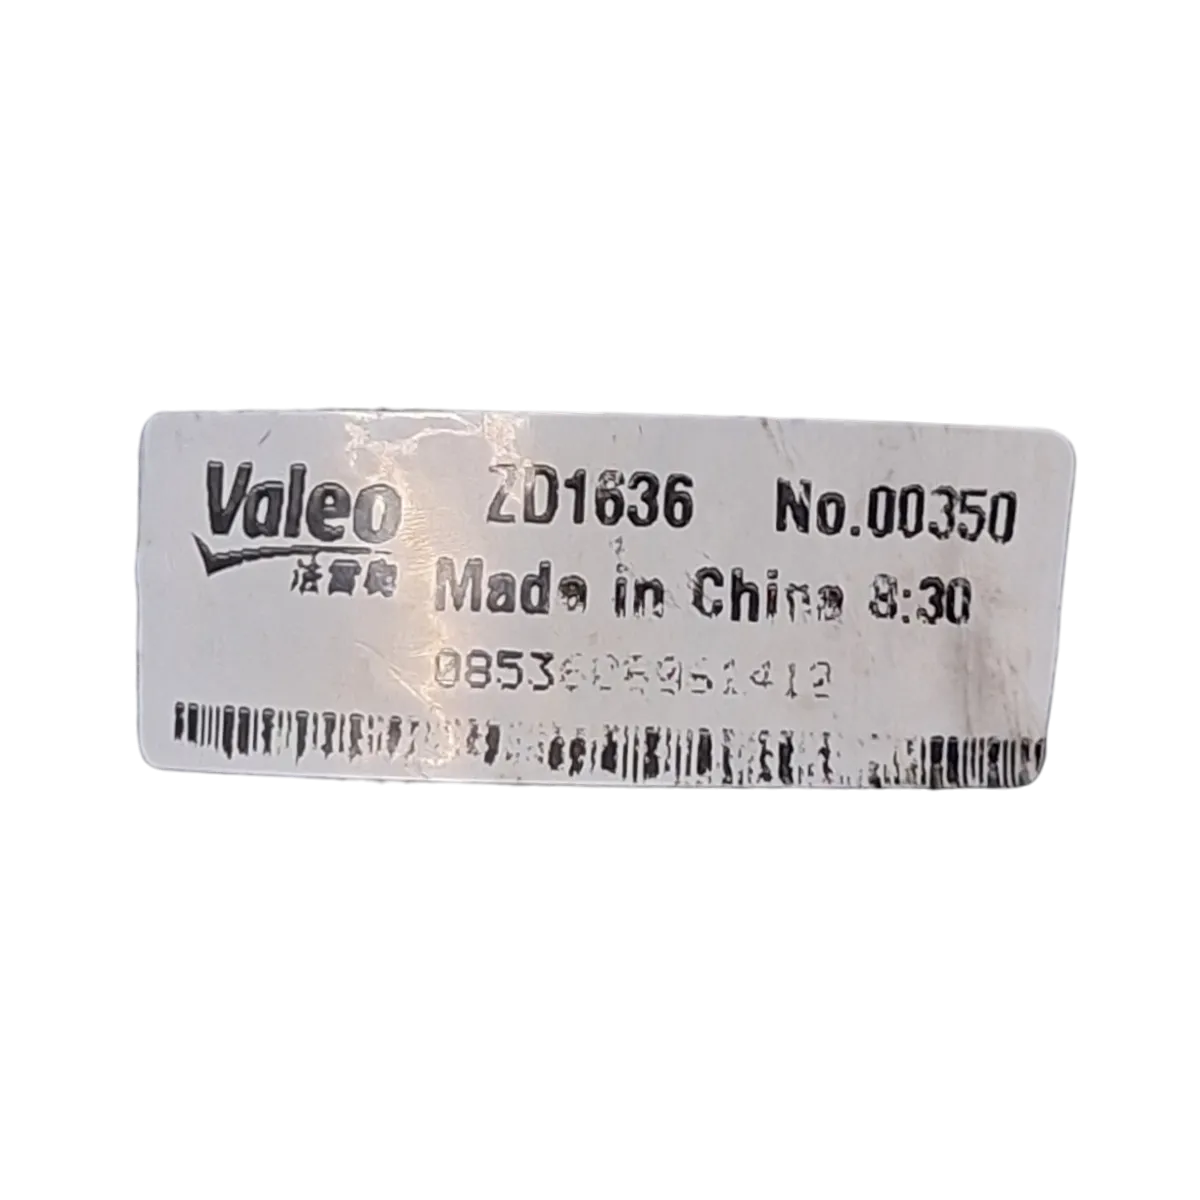 Valeo ZD1636 No.00350
法雷奥 Made in China 8:30